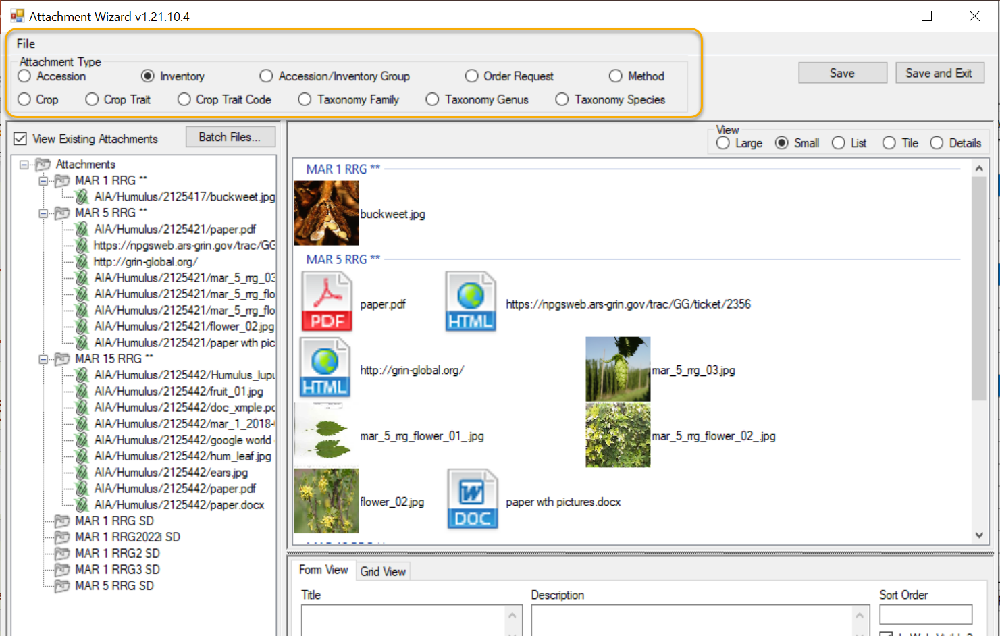 Attachment Wizard v1.21.10.4
File
Attachment Type
Accession Inventory Accession/Inventory Group Order Request Method
Crop Crop Trait Crop Trait Code Taxonomy Family Taxonomy Genus Taxonomy Species
Save Save and Exit
View Existing Attachments Batch Files...
Attachments
MAR 1 RRG **
AIA/Humulus/2125417/buckweet.jpg
MAR 5 RRG **
AIA/Humulus/2125421/paper.pdf
https://npgsweb.ars-grin.gov/trac/GG
http://grin-global.org/
AIA/Humulus/2125421/mar_5_rrg_03
AIA/Humulus/2125421/mar_5_rrg_flo
AIA/Humulus/2125421/mar_5_rrg_flo
AIA/Humulus/2125421/flower_02.jpg
AIA/Humulus/2125421/paper wth pic
MAR 15 RRG **
AIA/Humulus/2125442/Humulus_lupu
AIA/Humulus/2125442/fruit_01.jpg
AIA/Humulus/2125442/doc_xmple.pd
AIA/Humulus/2125442/mar_1_2018-
AIA/Humulus/2125442/google world
AIA/Humulus/2125442/hum_leaf.jpg
AIA/Humulus/2125442/ears.jpg
AIA/Humulus/2125442/paper.pdf
AIA/Humulus/2125442/paper.docx
MAR 1 RRG SD
MAR 1 RRG2022i SD
MAR 1 RRG2 SD
MAR 1 RRG3 SD
MAR 5 RRG SD
View
Large Small List Tile Details
MAR 1 RRG **
buckweet.jpg
MAR 5 RRG **
PDF paper.pdf HTML https://npgsweb.ars-grin.gov/trac/GG/ticket/2356
HTML http://grin-global.org/ mar_5_rrg_03.jpg
mar_5_rrg_flower_01_.jpg mar_5_rrg_flower_02_.jpg
flower_02.jpg W DOC paper wth pictures.docx
Form View Grid View
Title Description Sort Order